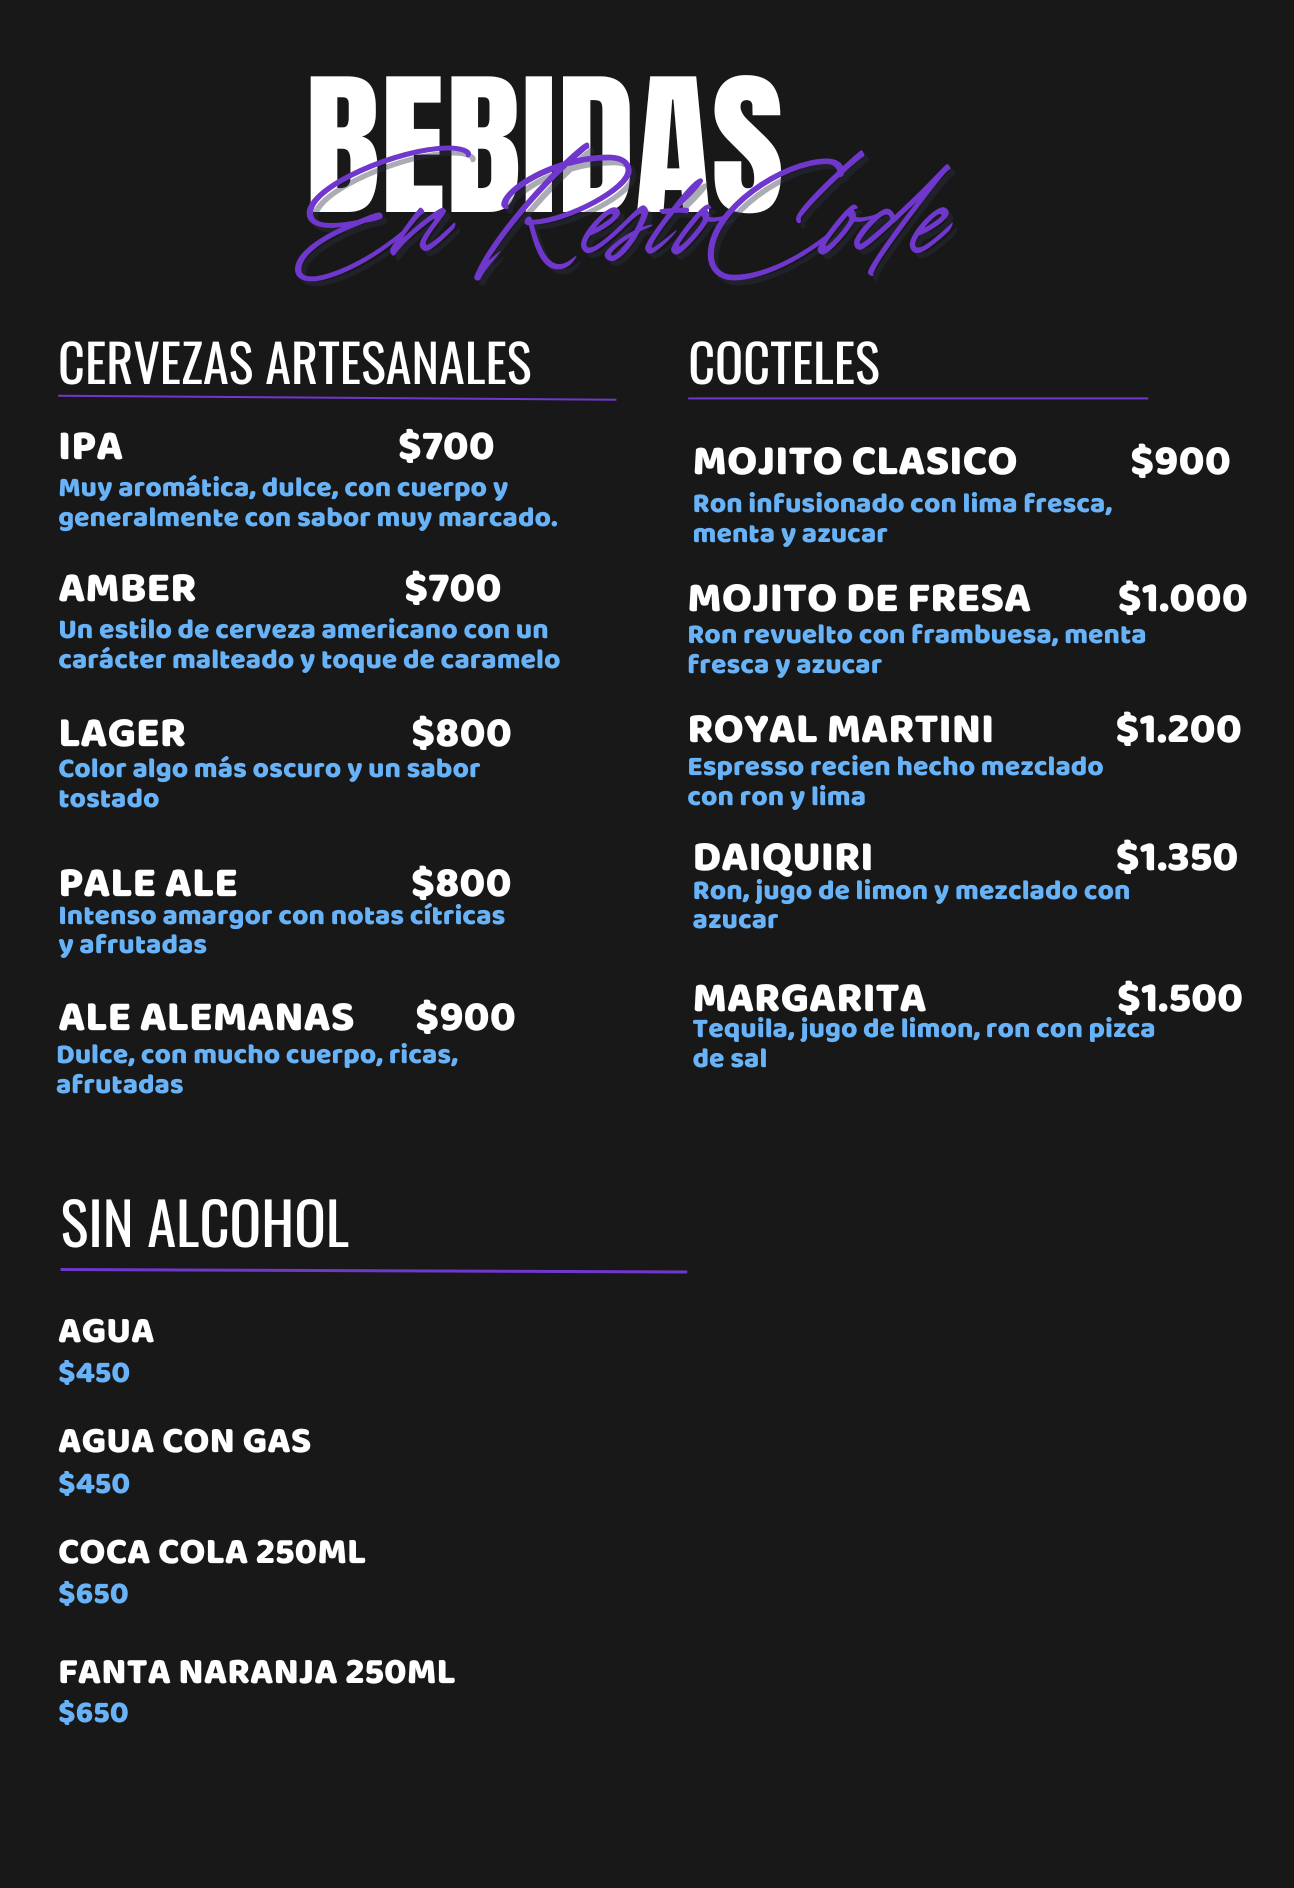 BEBIDAS
En RestoCode
CERVEZAS ARTESANALES
IPA $700
Muy aromática, dulce, con cuerpo y
generalmente con sabor muy marcado.
AMBER $700
Un estilo de cerveza americano con un
carácter malteado y toque de caramelo
LAGER $800
Color algo más oscuro y un sabor
tostado
PALE ALE $800
Intenso amargor con notas cítricas
y afrutadas
ALE ALEMANAS $900
Dulce, con mucho cuerpo, ricas,
afrutadas
COCTELES
MOJITO CLASICO $900
Ron infusionado con lima fresca,
menta y azucar
MOJITO DE FRESA $1.000
Ron revuelto con frambuesa, menta
fresca y azucar
ROYAL MARTINI $1.200
Espresso recien hecho mezclado
con ron y lima
DAIQUIRI $1.350
Ron, jugo de limon y mezclado con
azucar
MARGARITA $1.500
Tequila, jugo de limon, ron con pizca
de sal
SIN ALCOHOL
AGUA
$450
AGUA CON GAS
$450
COCA COLA 250ML
$650
FANTA NARANJA 250ML
$650